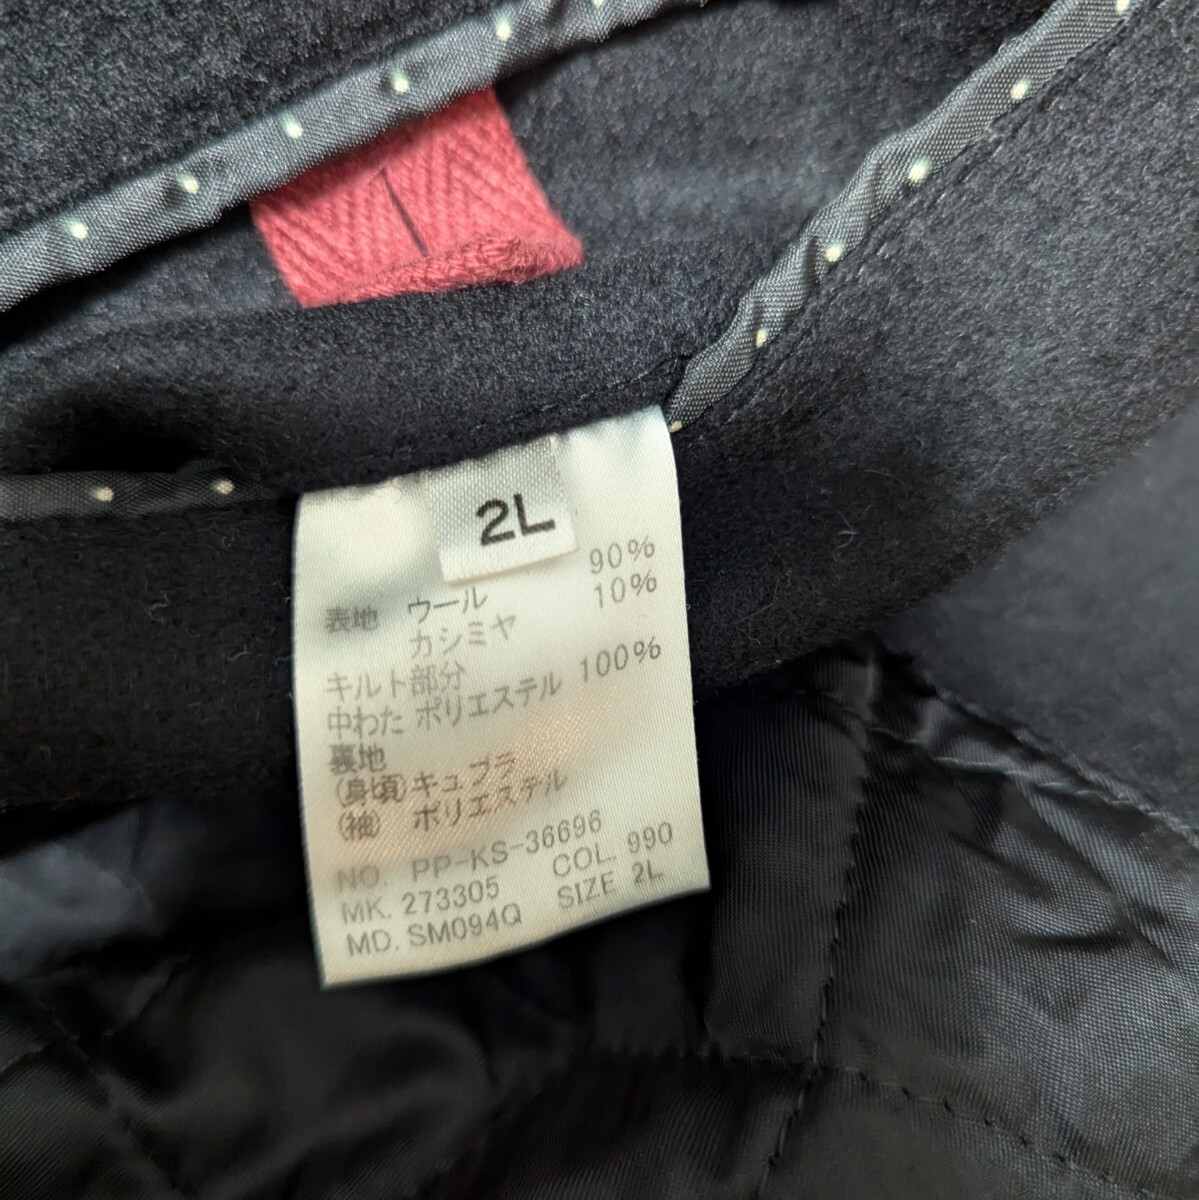 2L
表地 ウール 90%
カシミヤ 10%
キルト部分
中わた ポリエステル 100%
裏地
(身頃) キュプラ
(袖) ポリエステル
NO. PP-KS-36696
MK. 273305 COL. 990
MD. SM094Q SIZE 2L